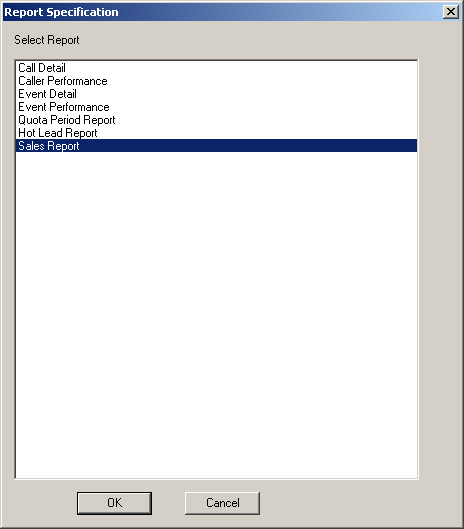 Report Specification
Select Report
Call Detail
Caller Performance
Event Detail
Event Performance
Quota Period Report
Hot Lead Report
Sales Report
OK
Cancel